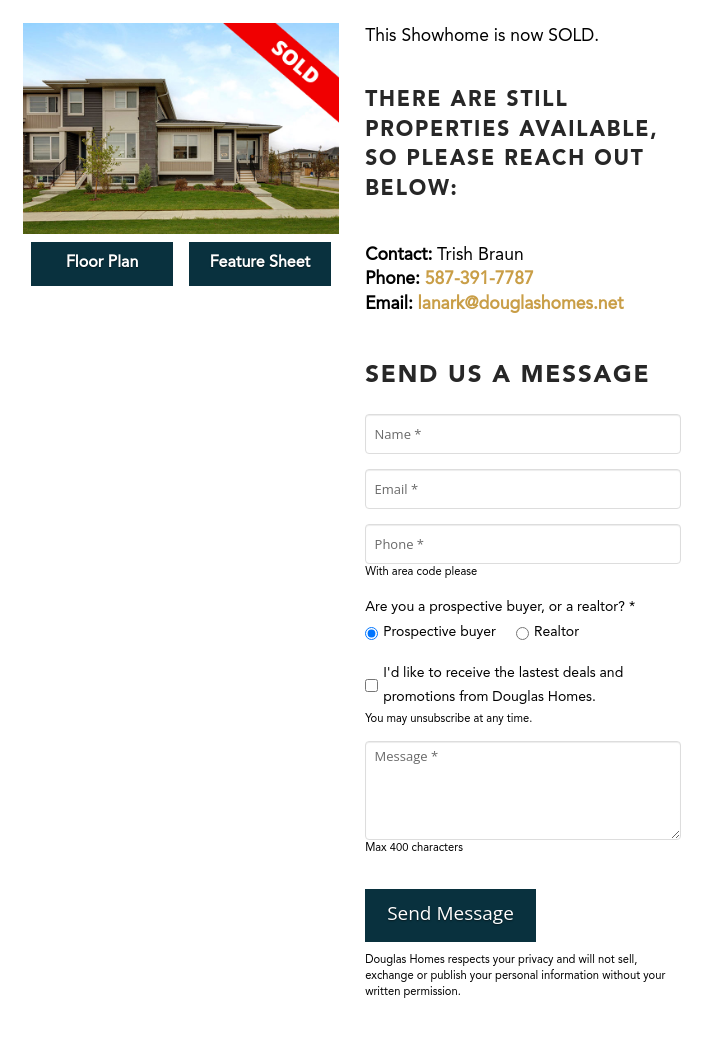 SOLD
Floor Plan
Feature Sheet
This Showhome is now SOLD.
THERE ARE STILL
PROPERTIES AVAILABLE,
SO PLEASE REACH OUT
BELOW:
Contact: Trish Braun
Phone: 587-391-7787
Email: lanark@douglashomes.net
SEND US A MESSAGE
Name *
Email *
Phone *
With area code please
Are you a prospective buyer, or a realtor? *
Prospective buyer
Realtor
I'd like to receive the lastest deals and
promotions from Douglas Homes.
You may unsubscribe at any time.
Message *
Max 400 characters
Send Message
Douglas Homes respects your privacy and will not sell,
exchange or publish your personal information without your
written permission.